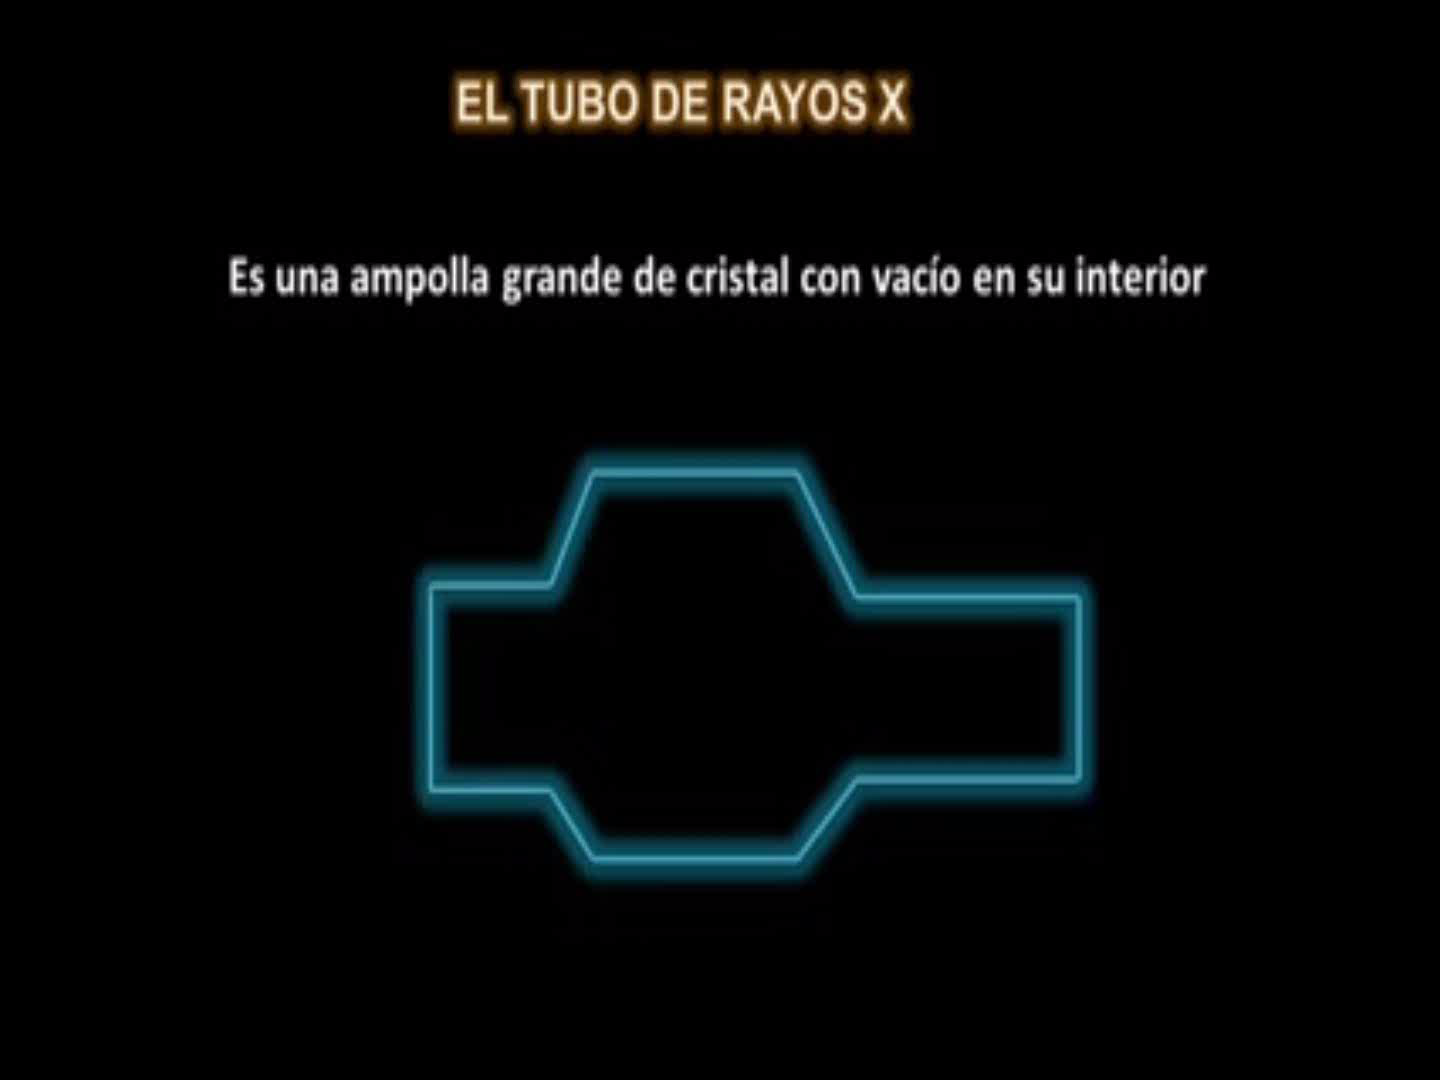 EL TUBO DE RAYOS X
Es una ampolla grande de cristal con vacío en su interior